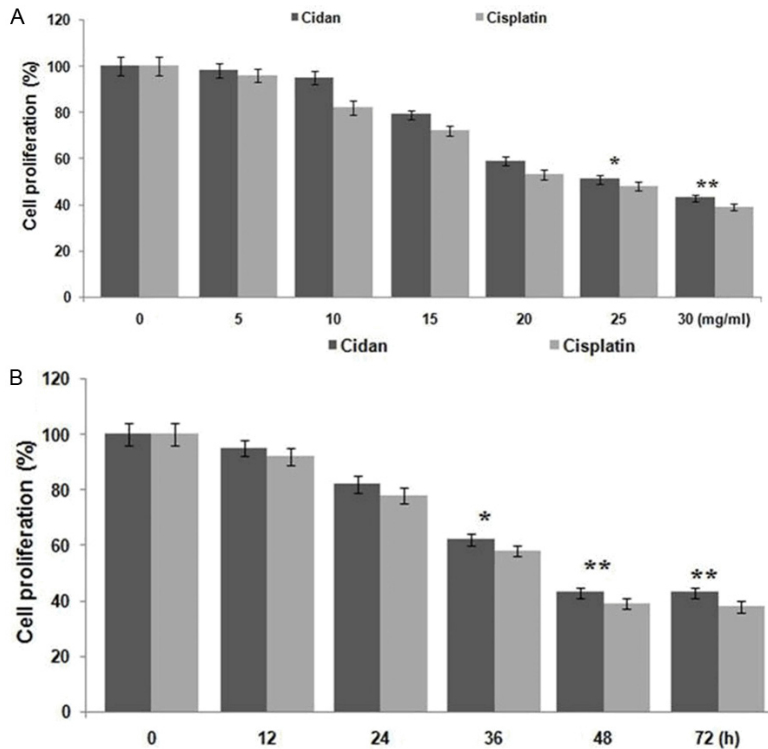 A
Cidan Cisplatin
Cell proliferation (%)
120
100
80
60
40
20
0
* **
0 5 10 15 20 25 30 (mg/ml)
B
Cidan Cisplatin
Cell proliferation (%)
120
100
80
60
40
20
0
* ** **
0 12 24 36 48 72 (h)